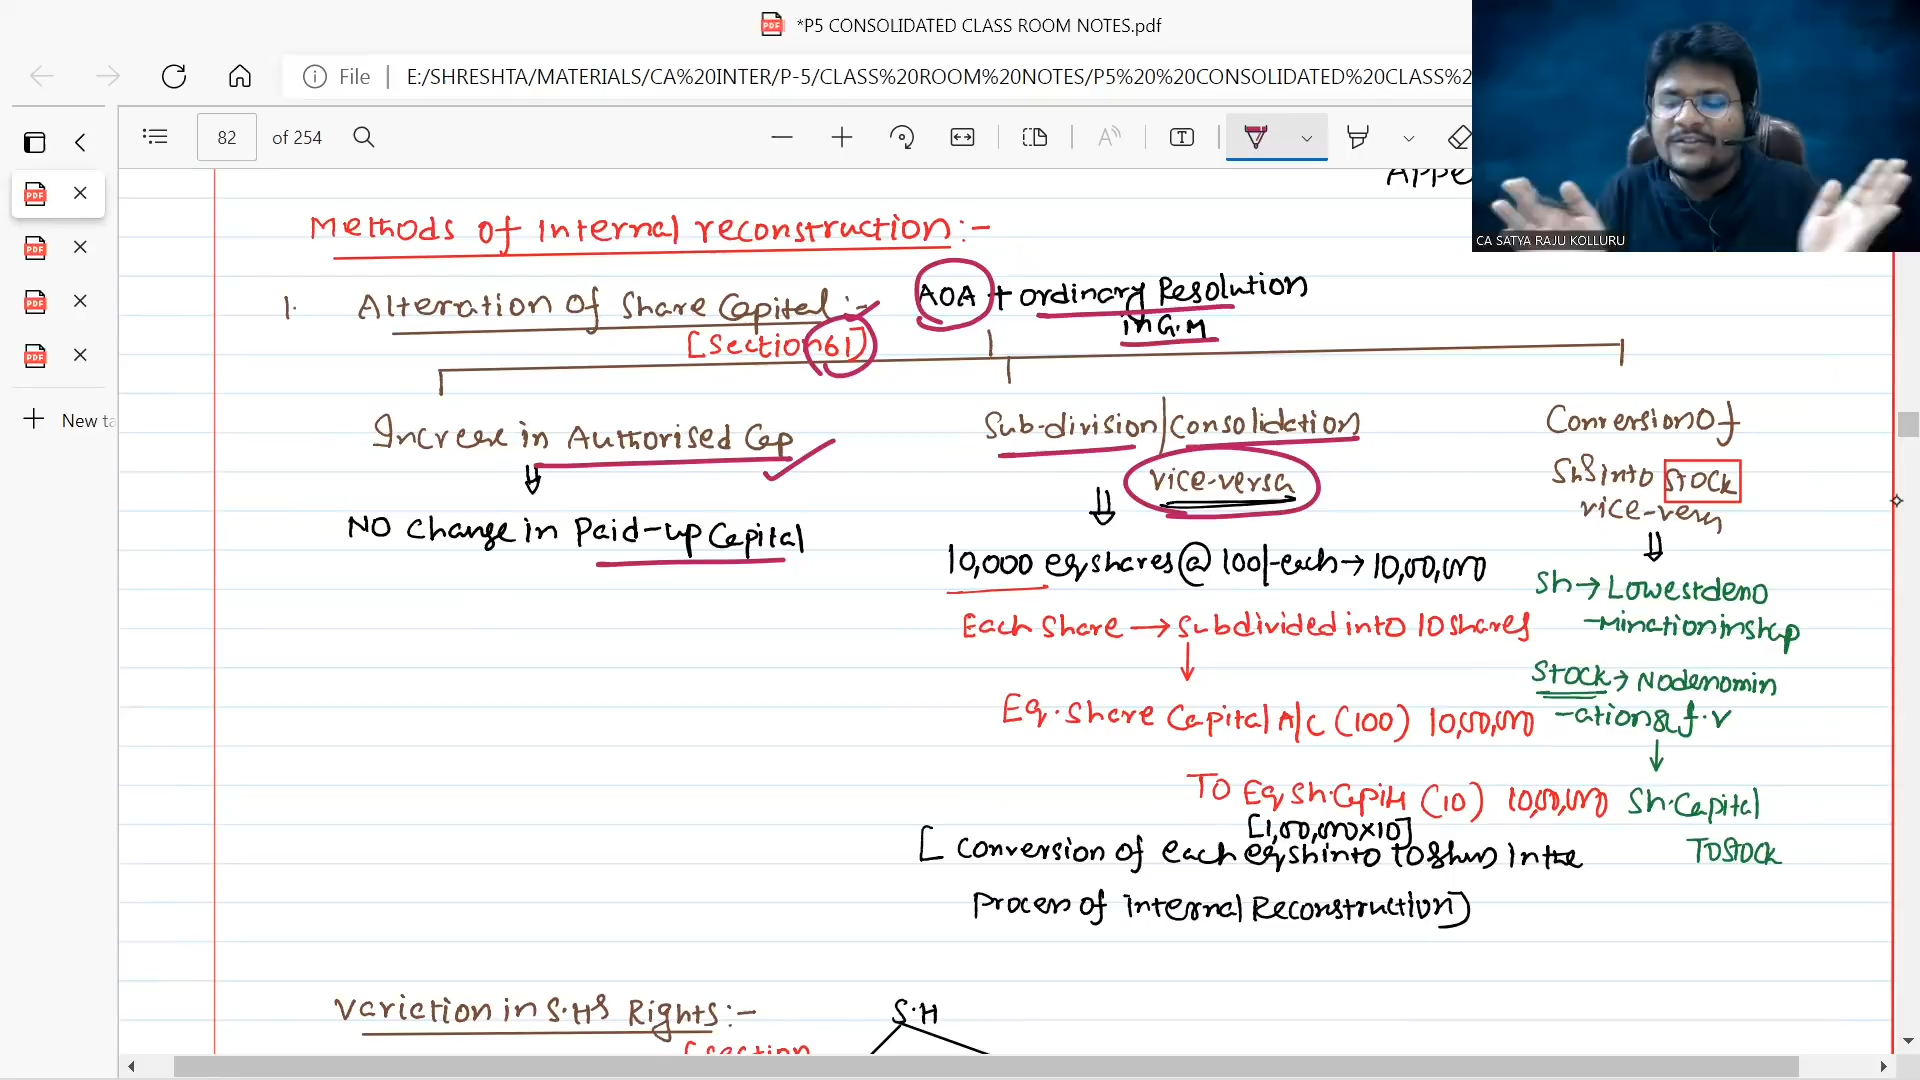 *P5 CONSOLIDATED CLASS ROOM NOTES.pdf
File E:/SHRESHTA/MATERIALS/CA%20INTER/P-5/CLASS%20ROOM%20NOTES/P5%20%20CONSOLIDATED%20CLASS%2
82 of 254
New ta
CA SATYA RAJU KOLLURU
Appe
Methods of Internal reconstruction:-
1. Alteration of Share Capital:- AOA + ordinary Resolution
in G.M
[Section 61]
Increase in Authorised Cap
NO change in Paid-up Capital
Sub-division/Consolidation
vice-versa
10,000 eq shares @ 100/-each → 10,00,000
Each Share → Subdivided into 10 shares
Eq. Share Capital A/C (100) 10,00,000
TO Eq Sh. Capital (10) 10,00,000
[1,00,000x10]
[Conversion of each eq sh into 10 shares in the
Process of internal Reconstruction]
Conversion of
Shs into Stock
vice-versa
Sh → Lowest deno
-mination in sh cap
Stock → No denomin
-ation & f.v
Sh. Capital
To Stock
Variation in S.Hs Rights:-
[section
S.H